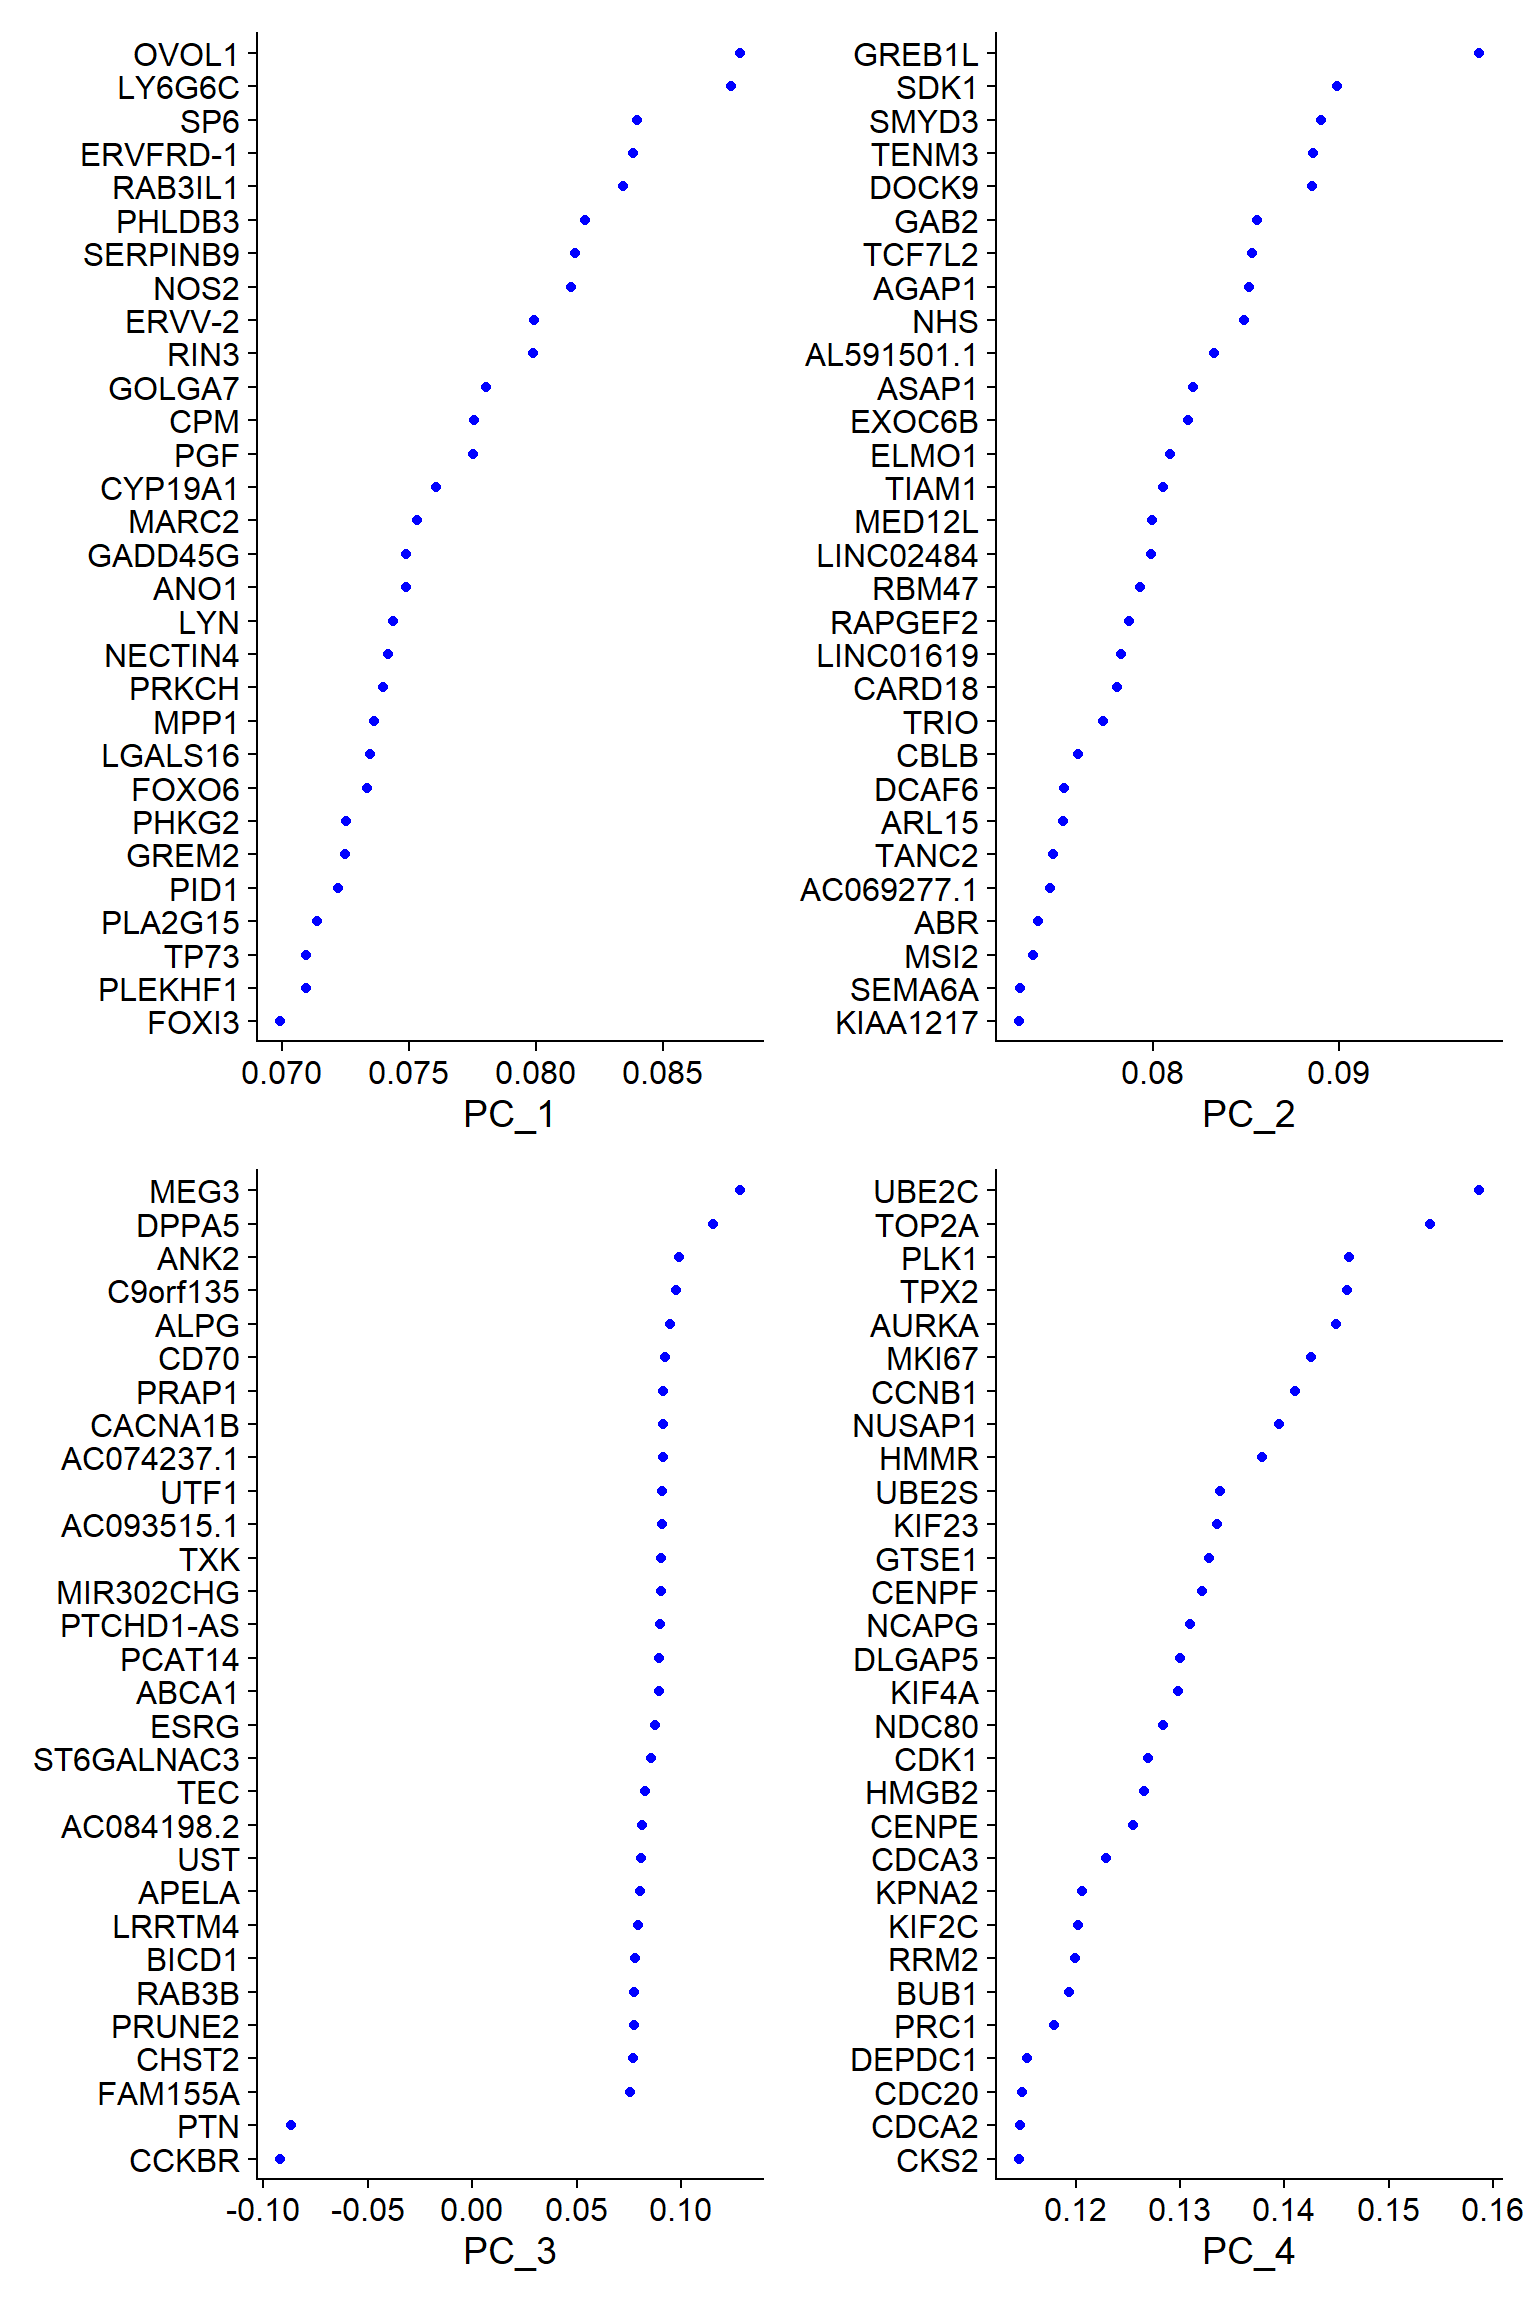 OVOL1
LY6G6C
SP6
ERVFRD-1
RAB3IL1
PHLDB3
SERPINB9
NOS2
ERVV-2
RIN3
GOLGA7
CPM
PGF
CYP19A1
MARC2
GADD45G
ANO1
LYN
NECTIN4
PRKCH
MPP1
LGALS16
FOXO6
PHKG2
GREM2
PID1
PLA2G15
TP73
PLEKHF1
FOXI3
0.070 0.075 0.080 0.085
PC_1
GREB1L
SDK1
SMYD3
TENM3
DOCK9
GAB2
TCF7L2
AGAP1
NHS
AL591501.1
ASAP1
EXOC6B
ELMO1
TIAM1
MED12L
LINC02484
RBM47
RAPGEF2
LINC01619
CARD18
TRIO
CBLB
DCAF6
ARL15
TANC2
AC069277.1
ABR
MSI2
SEMA6A
KIAA1217
0.08 0.09
PC_2
MEG3
DPPA5
ANK2
C9orf135
ALPG
CD70
PRAP1
CACNA1B
AC074237.1
UTF1
AC093515.1
TXK
MIR302CHG
PTCHD1-AS
PCAT14
ABCA1
ESRG
ST6GALNAC3
TEC
AC084198.2
UST
APELA
LRRTM4
BICD1
RAB3B
PRUNE2
CHST2
FAM155A
PTN
CCKBR
-0.10 -0.05 0.00 0.05 0.10
PC_3
UBE2C
TOP2A
PLK1
TPX2
AURKA
MKI67
CCNB1
NUSAP1
HMMR
UBE2S
KIF23
GTSE1
CENPF
NCAPG
DLGAP5
KIF4A
NDC80
CDK1
HMGB2
CENPE
CDCA3
KPNA2
KIF2C
RRM2
BUB1
PRC1
DEPDC1
CDC20
CDCA2
CKS2
0.12 0.13 0.14 0.15 0.16
PC_4